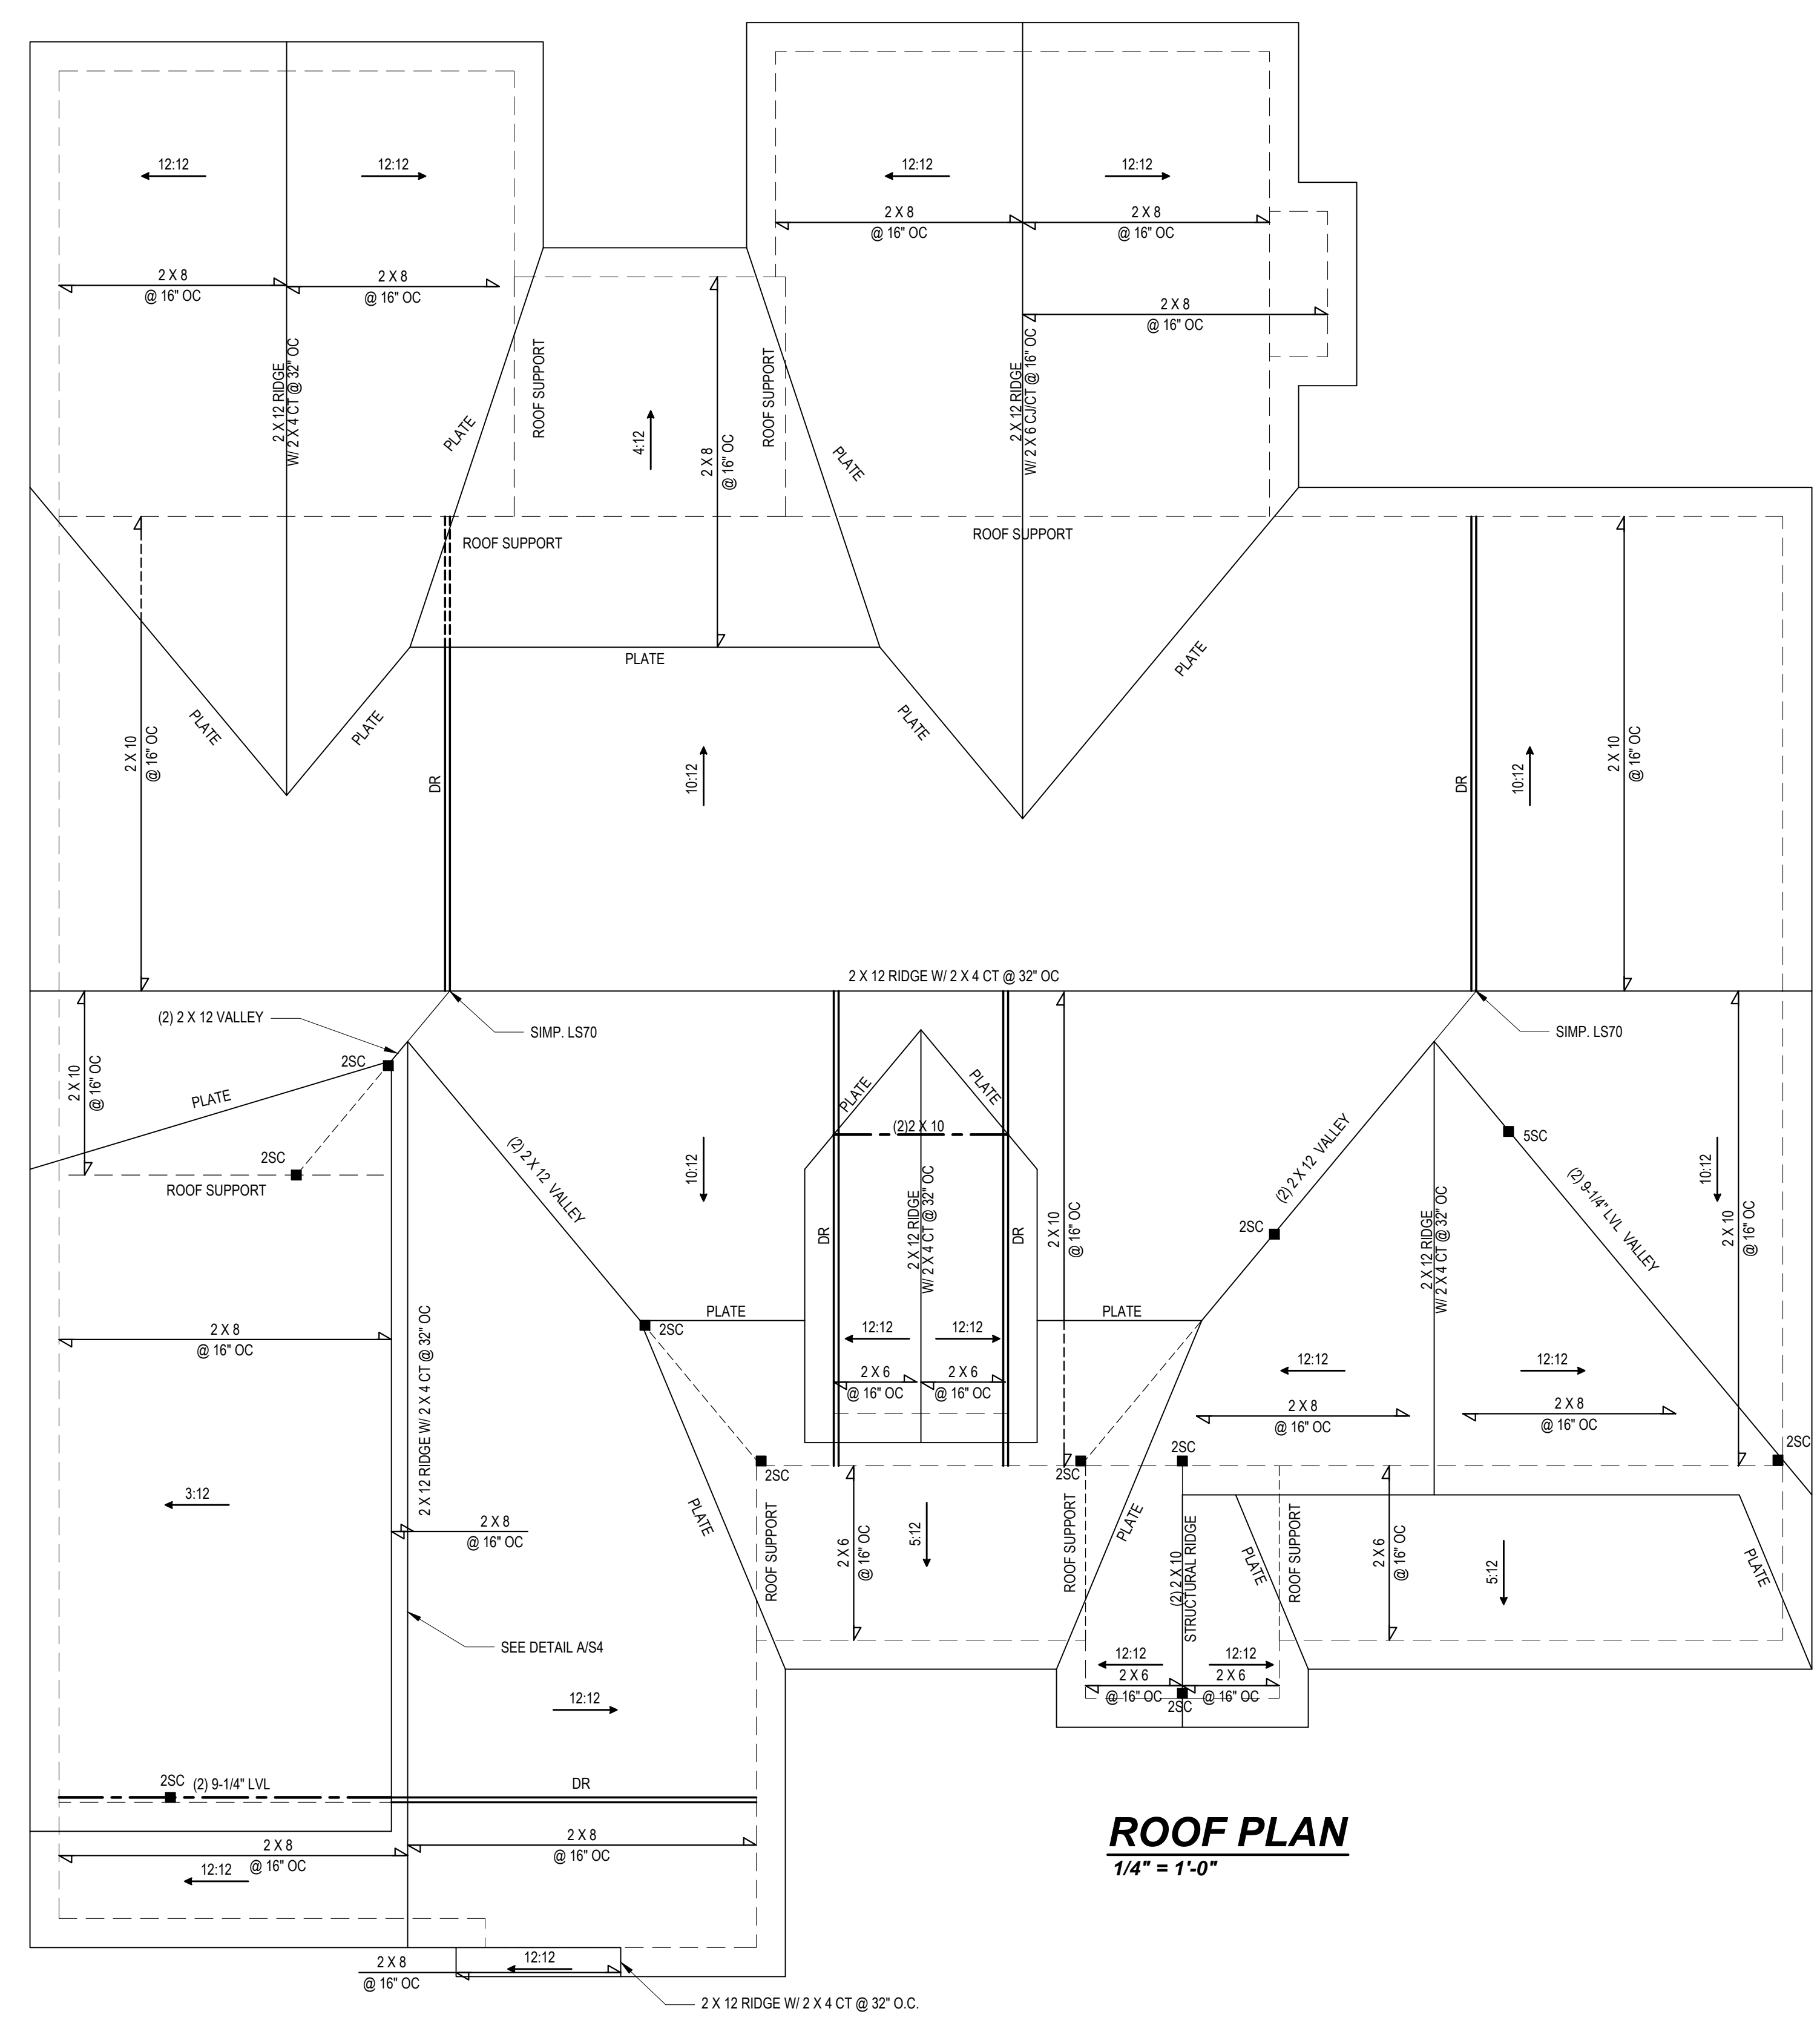 12:12
12:12
12:12
12:12
2 X 8
@ 16" OC
2 X 8
@ 16" OC
2 X 8
@ 16" OC
2 X 8
@ 16" OC
2 X 8
@ 16" OC
2 X 12 RIDGE
W/ 2 X 4 CT @ 32" OC
PLATE
ROOF SUPPORT
4:12
2 X 8
@ 16" OC
ROOF SUPPORT
PLATE
2 X 12 RIDGE
W/ 2 X 6 CJ/CT @ 16" OC
ROOF SUPPORT
ROOF SUPPORT
PLATE
PLATE
PLATE
PLATE
PLATE
2 X 10
@ 16" OC
DR
10:12
DR
10:12
2 X 10
@ 16" OC
2 X 12 RIDGE W/ 2 X 4 CT @ 32" OC
(2) 2 X 12 VALLEY
SIMP. LS70
SIMP. LS70
2SC
2 X 10
@ 16" OC
PLATE
2SC
ROOF SUPPORT
(2) 2 X 12 VALLEY
10:12
PLATE
PLATE
(2)2 X 10
DR
2 X 12 RIDGE
W/ 2 X 4 CT @ 32" OC
DR
2 X 10
@ 16" OC
(2) 2 X 12 VALLEY
2SC
5SC
(2) 9-1/4" LVL VALLEY
10:12
2 X 10
@ 16" OC
2 X 12 RIDGE
W/ 2 X 4 CT @ 32" OC
2 X 8
@ 16" OC
2 X 12 RIDGE W/ 2 X 4 CT @ 32" OC
2SC
PLATE
PLATE
12:12
12:12
2 X 6
@ 16" OC
2 X 6
@ 16" OC
12:12
12:12
2 X 8
@ 16" OC
2 X 8
@ 16" OC
2SC
2SC
2SC
2SC
3:12
2 X 8
@ 16" OC
PLATE
ROOF SUPPORT
2 X 6
@ 16" OC
5:12
ROOF SUPPORT
PLATE
(2) 2 X 10
STRUCTURAL RIDGE
PLATE
ROOF SUPPORT
2 X 6
@ 16" OC
5:12
PLATE
SEE DETAIL A/S4
12:12
12:12
12:12
2 X 6
@ 16" OC
2 X 6
@ 16" OC
2SC
2SC
(2) 9-1/4" LVL
DR
2 X 8
@ 16" OC
2 X 8
@ 16" OC
12:12
12:12
2 X 8
@ 16" OC
2 X 12 RIDGE W/ 2 X 4 CT @ 32" O.C.
ROOF PLAN
1/4" = 1'-0"